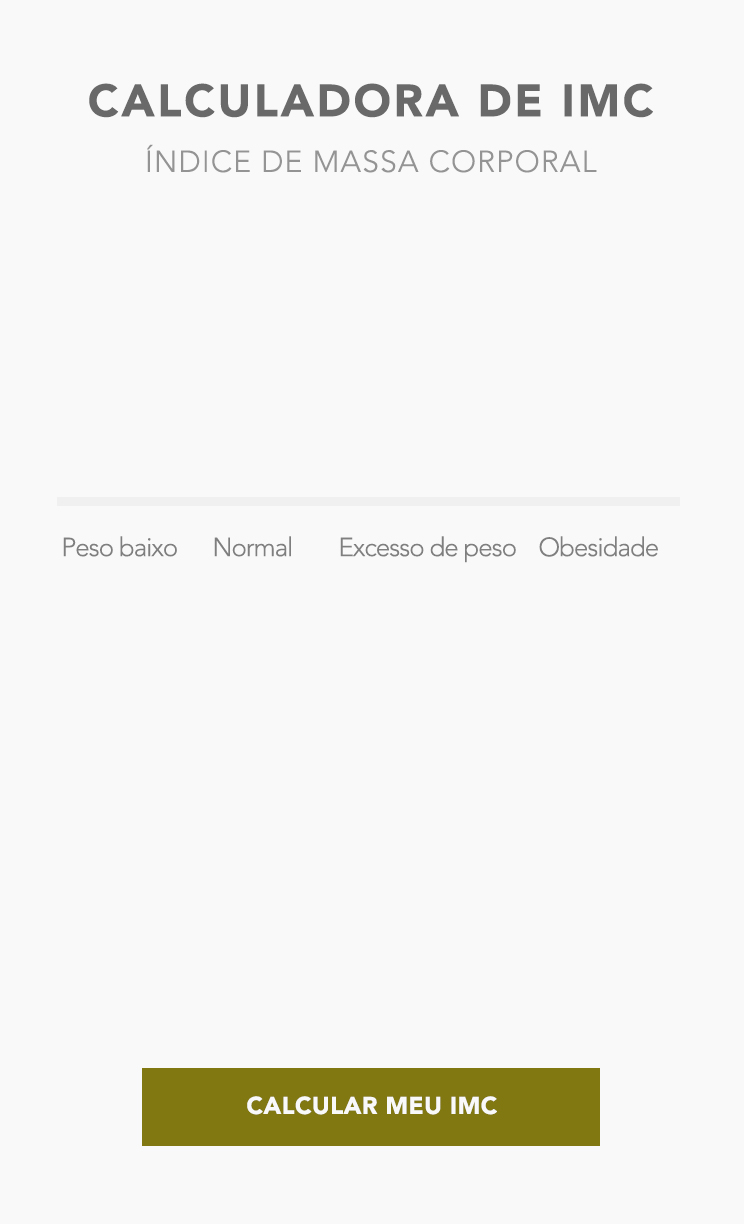 CALCULADORA DE IMC
ÍNDICE DE MASSA CORPORAL
Peso baixo Normal Excesso de peso Obesidade
CALCULAR MEU IMC